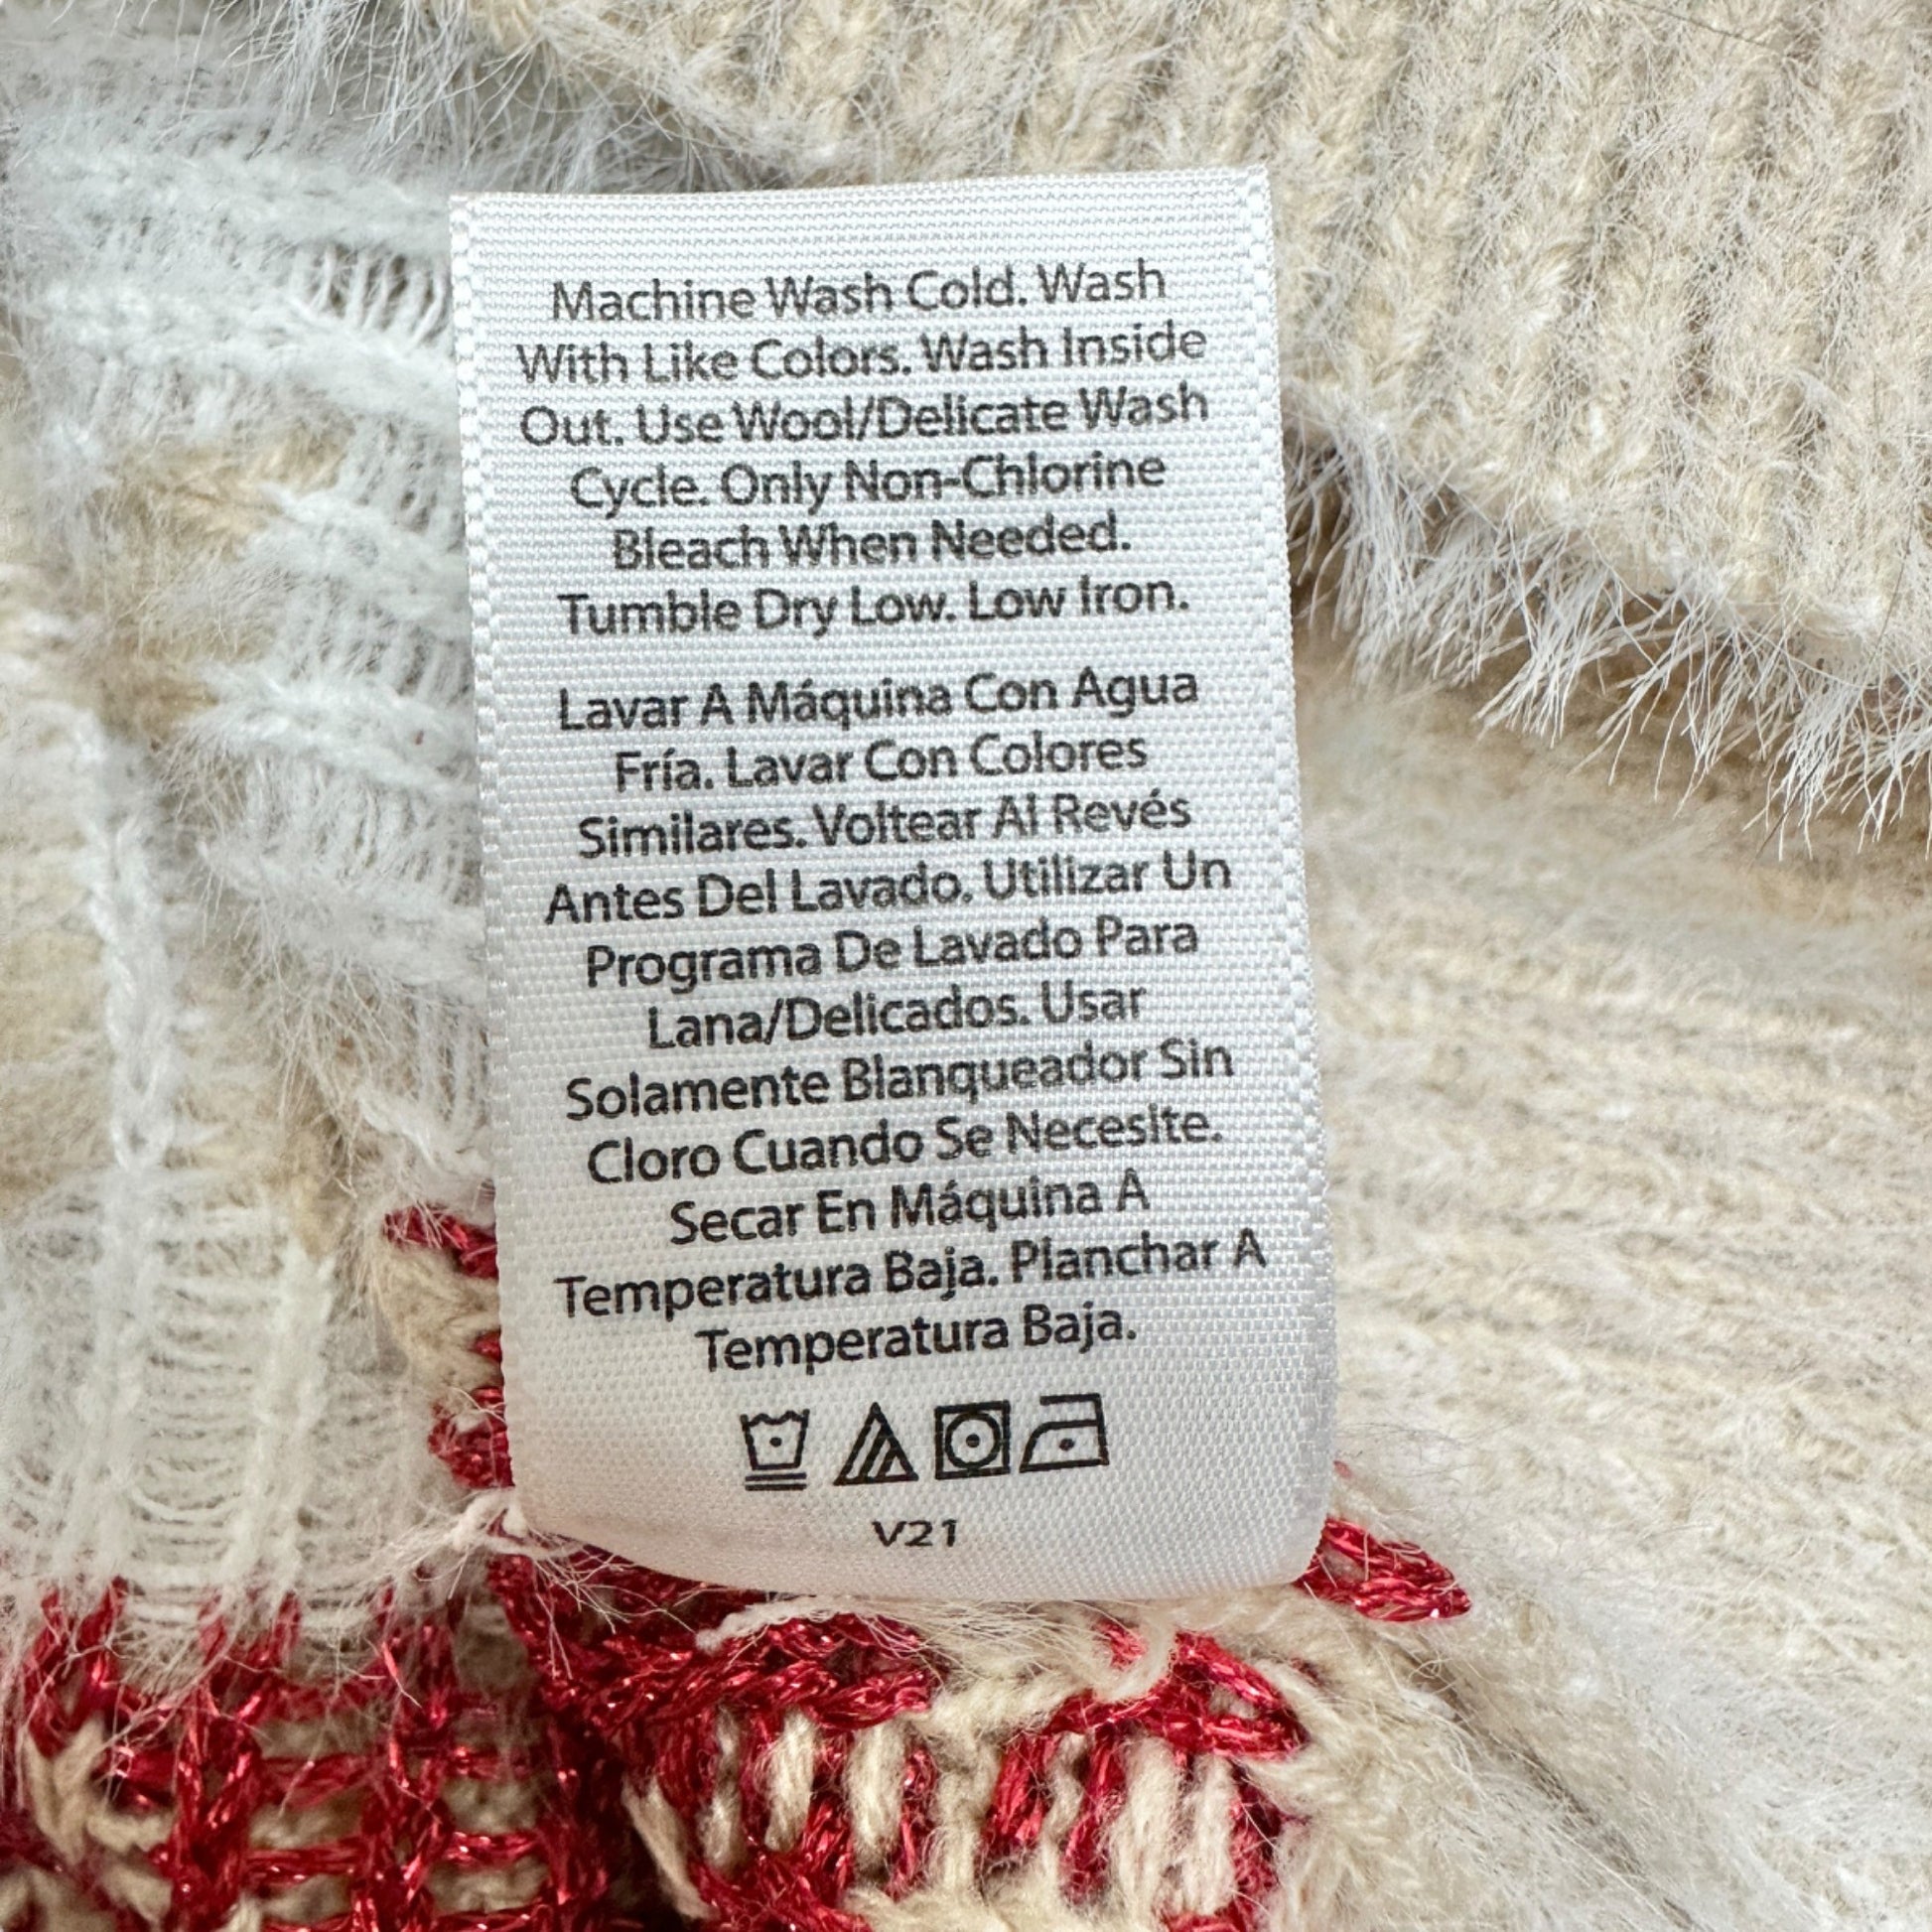 Machine Wash Cold. Wash
With Like Colors. Wash Inside
Out. Use Wool/Delicate Wash
Cycle. Only Non-Chlorine
Bleach When Needed.
Tumble Dry Low. Low Iron.
Lavar A Máquina Con Agua
Fría. Lavar Con Colores
Similares. Voltear Al Revés
Antes Del Lavado. Utilizar Un
Programa De Lavado Para
Lana/Delicados. Usar
Solamente Blanqueador Sin
Cloro Cuando Se Necesite.
Secar En Máquina A
Temperatura Baja. Planchar A
Temperatura Baja.
V21